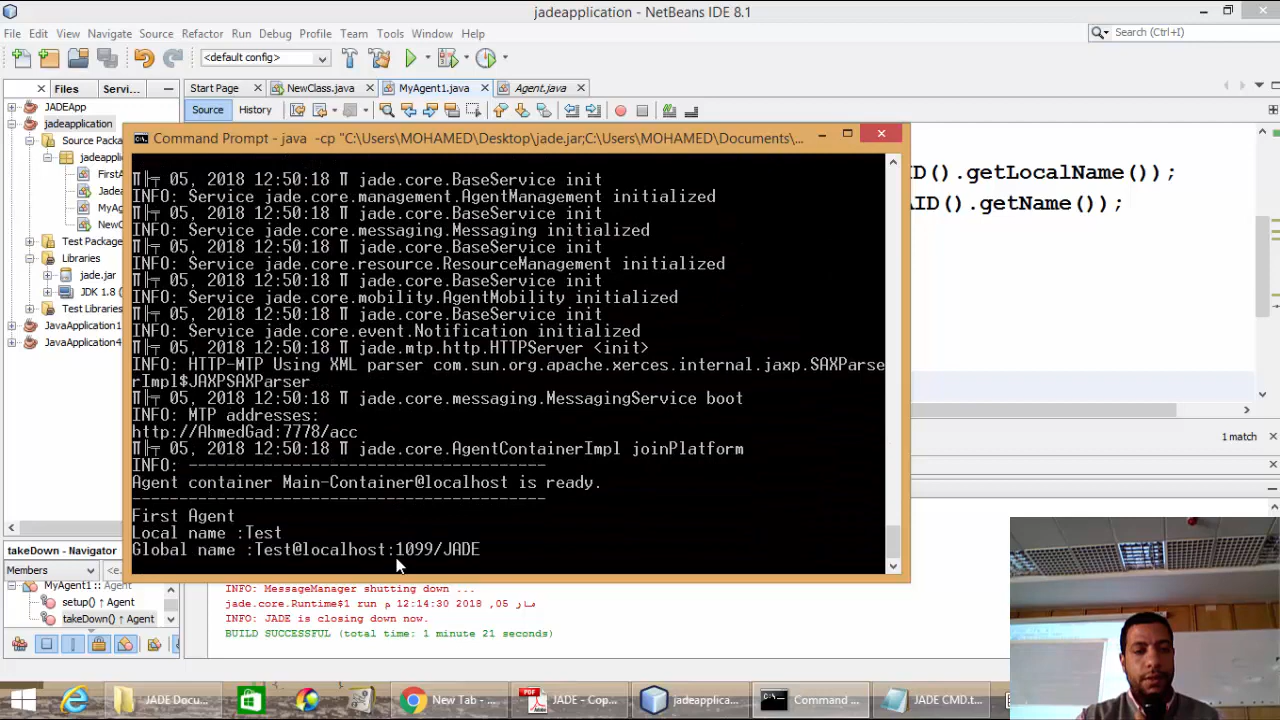 jadeapplication - NetBeans IDE 8.1
File Edit View Navigate Source Refactor Run Debug Profile Team Tools Window Help
Search (Ctrl+I)
<default config>
Files Servi...
Start Page NewClass.java MyAgent1.java Agent.java
Source History
JADEApp
jadeapplication
Source Pack
jadeappli
FirstA
Jadea
MyAg
NewC
Test Package
Libraries
jade.jar
JDK 1.8 (
Test Libraries
JavaApplication1
JavaApplication4
Command Prompt - java -cp "C:\Users\MOHAMED\Desktop\jade.jar;C:\Users\MOHAMED\Documents\...
ID().getLocalName());
AID().getName());
05, 2018 12:50:18 jade.core.BaseService init
INFO: Service jade.core.management.AgentManagement initialized
05, 2018 12:50:18 jade.core.BaseService init
INFO: Service jade.core.messaging.Messaging initialized
05, 2018 12:50:18 jade.core.BaseService init
INFO: Service jade.core.resource.ResourceManagement initialized
05, 2018 12:50:18 jade.core.BaseService init
INFO: Service jade.core.mobility.AgentMobility initialized
05, 2018 12:50:18 jade.core.BaseService init
INFO: Service jade.core.event.Notification initialized
05, 2018 12:50:18 jade.mtp.http.HTTPServer <init>
INFO: HTTP-MTP Using XML parser com.sun.org.apache.xerces.internal.jaxp.SAXParse
rImpl$JAXPSAXParser
05, 2018 12:50:18 jade.core.messaging.MessagingService boot
INFO: MTP addresses:
http://AhmedGad:7778/acc
05, 2018 12:50:18 jade.core.AgentContainerImpl joinPlatform
INFO: --------------------------------------
Agent container Main-Container@localhost is ready.
--------------------------------------------
First Agent
Local name :Test
Global name :Test@localhost:1099/JADE
1 match
takeDown - Navigator
Members
MyAgent1 :: Agent
setup() ↑ Agent
takeDown() ↑ Agent
INFO: MessageManager shutting down ...
jade.core.Runtime$1 run م 12:14:30 2018 ,05 مار
INFO: JADE is closing down now.
BUILD SUCCESSFUL (total time: 1 minute 21 seconds)
JADE Docu... New Tab - ... JADE - Cop... jadeapplica... Command ... JADE CMD.t...